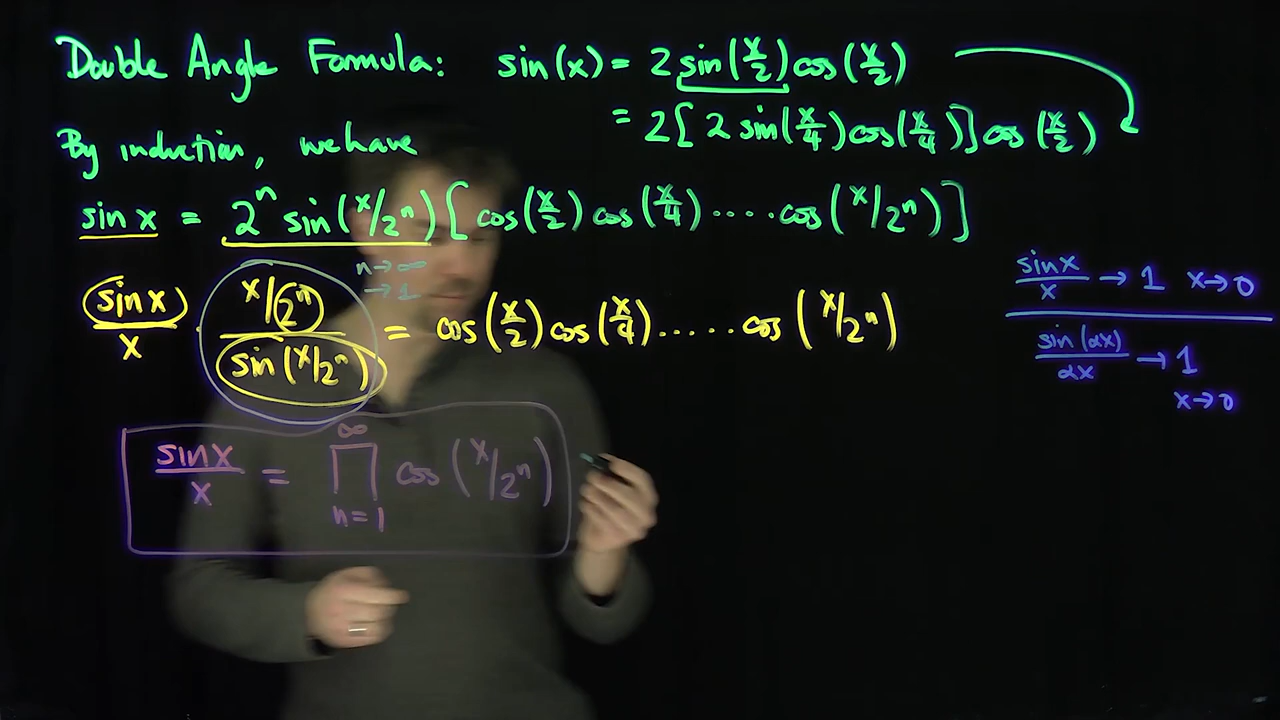 Double Angle Formula: sin(x) = 2 sin(x/2) cos(x/2)
= 2[2 sin(x/4) cos(x/4)] cos(x/2)
By induction, we have
sin x = 2^n sin(x/2^n) [cos(x/2) cos(x/4) ···· cos(x/2^n)]
n→∞
→1
sin x / x · (x/2^n) / sin(x/2^n) = cos(x/2) cos(x/4) ····· cos(x/2^n)
sin x / x → 1 x→0
sin(αx) / αx → 1
x→0
sin x / x = ∏_{n=1}^{∞} cos(x/2^n)